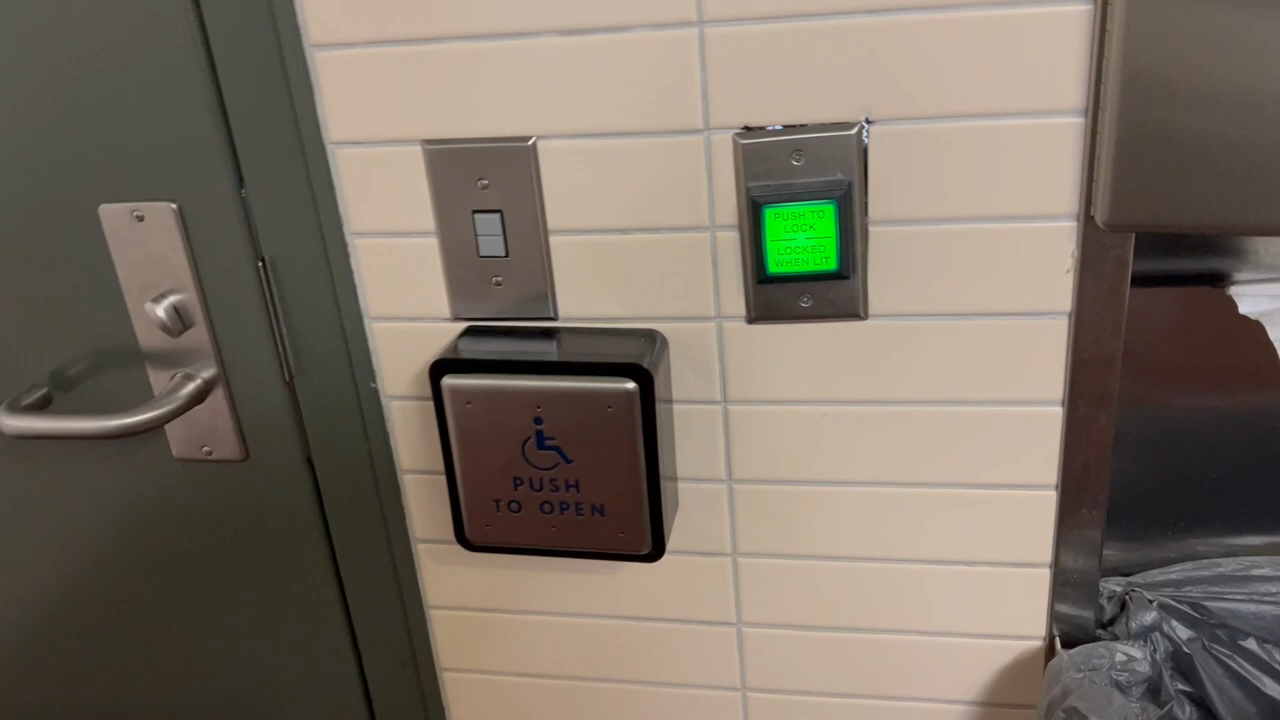 PUSH TO
LOCK
LOCKED
WHEN LIT
PUSH
TO OPEN